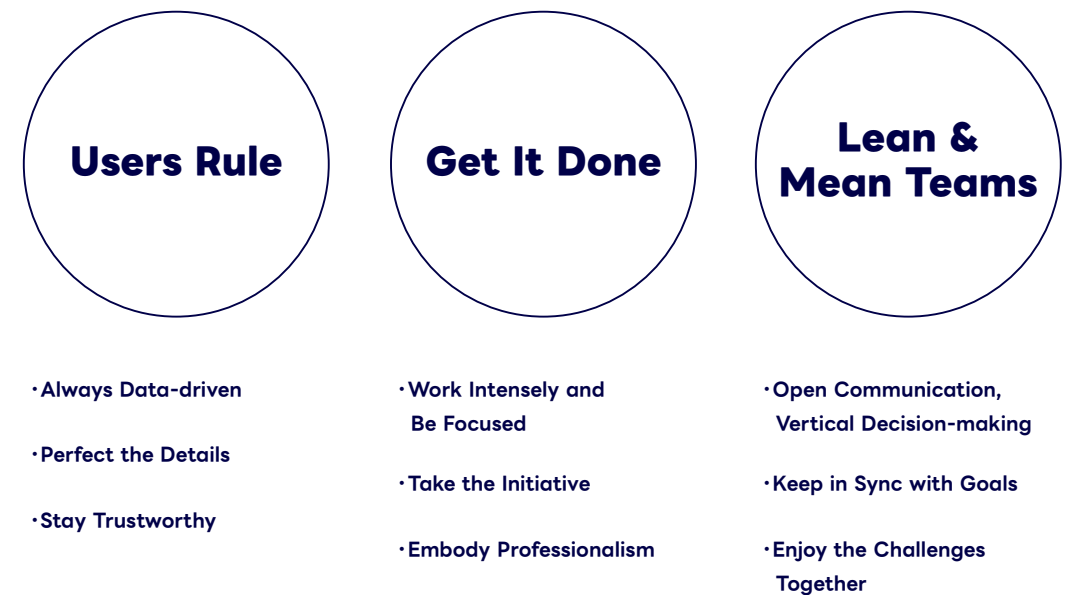 Users Rule
・Always Data-driven
・Perfect the Details
・Stay Trustworthy
Get It Done
・Work Intensely and
Be Focused
・Take the Initiative
・Embody Professionalism
Lean &
Mean Teams
・Open Communication,
Vertical Decision-making
・Keep in Sync with Goals
・Enjoy the Challenges
Together